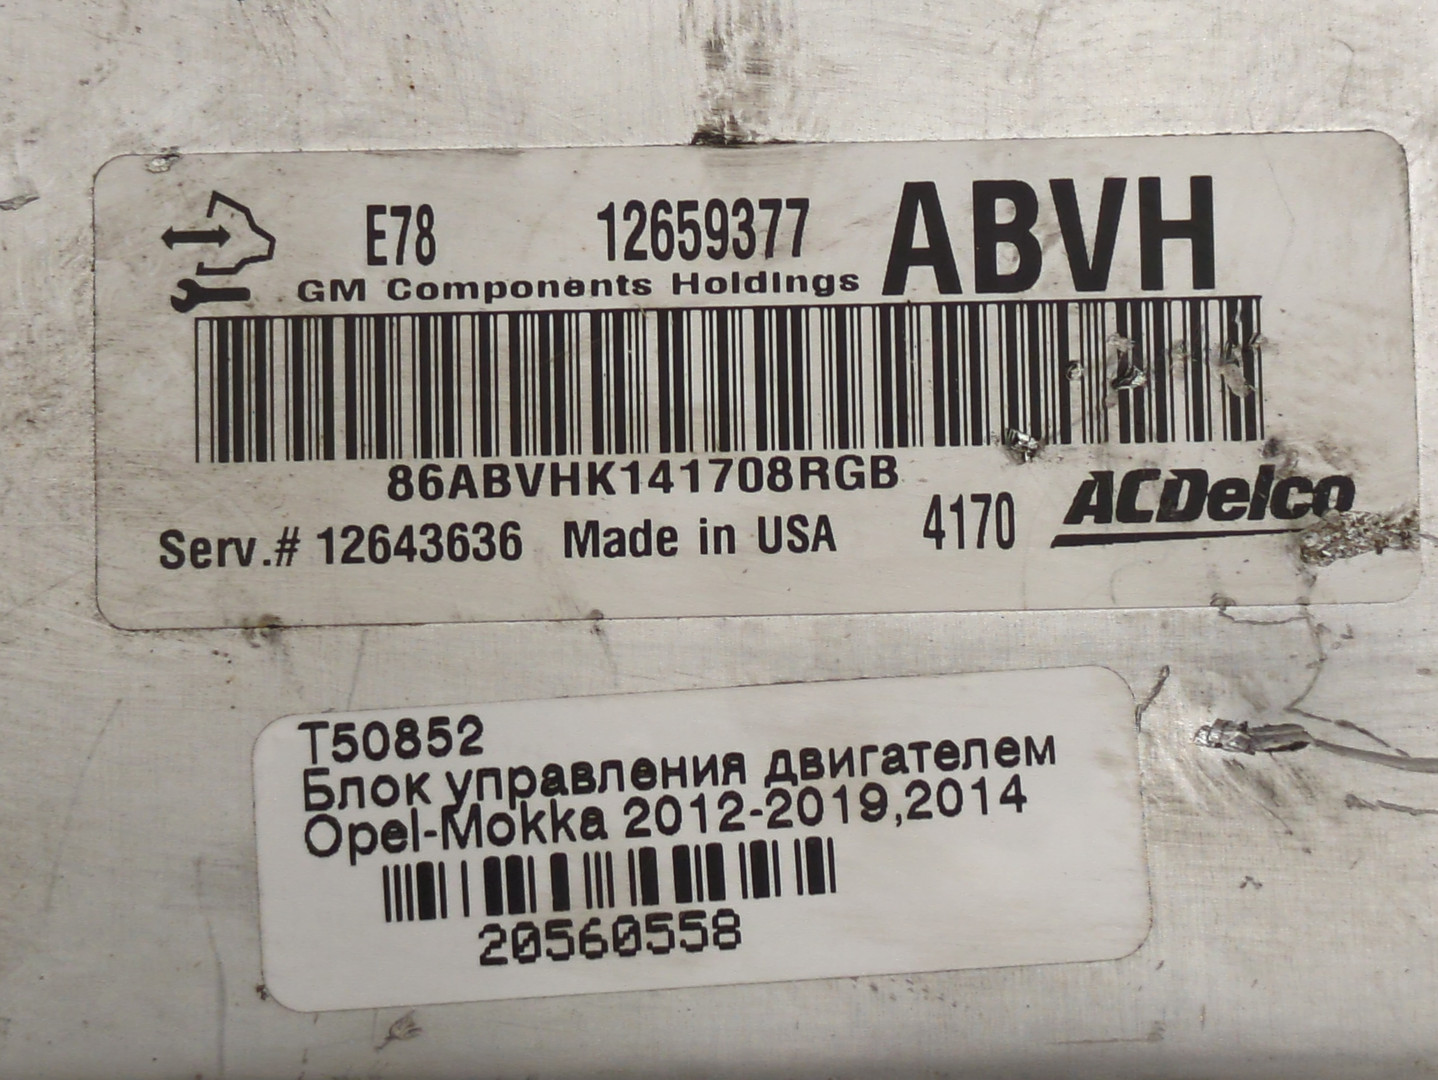 E78 12659377 ABVH
GM Components Holdings
86ABVHK141708RGB
Serv.# 12643636 Made in USA 4170 ACDelco
T50852
Блок управления двигателем
Opel-Mokka 2012-2019,2014
20560558